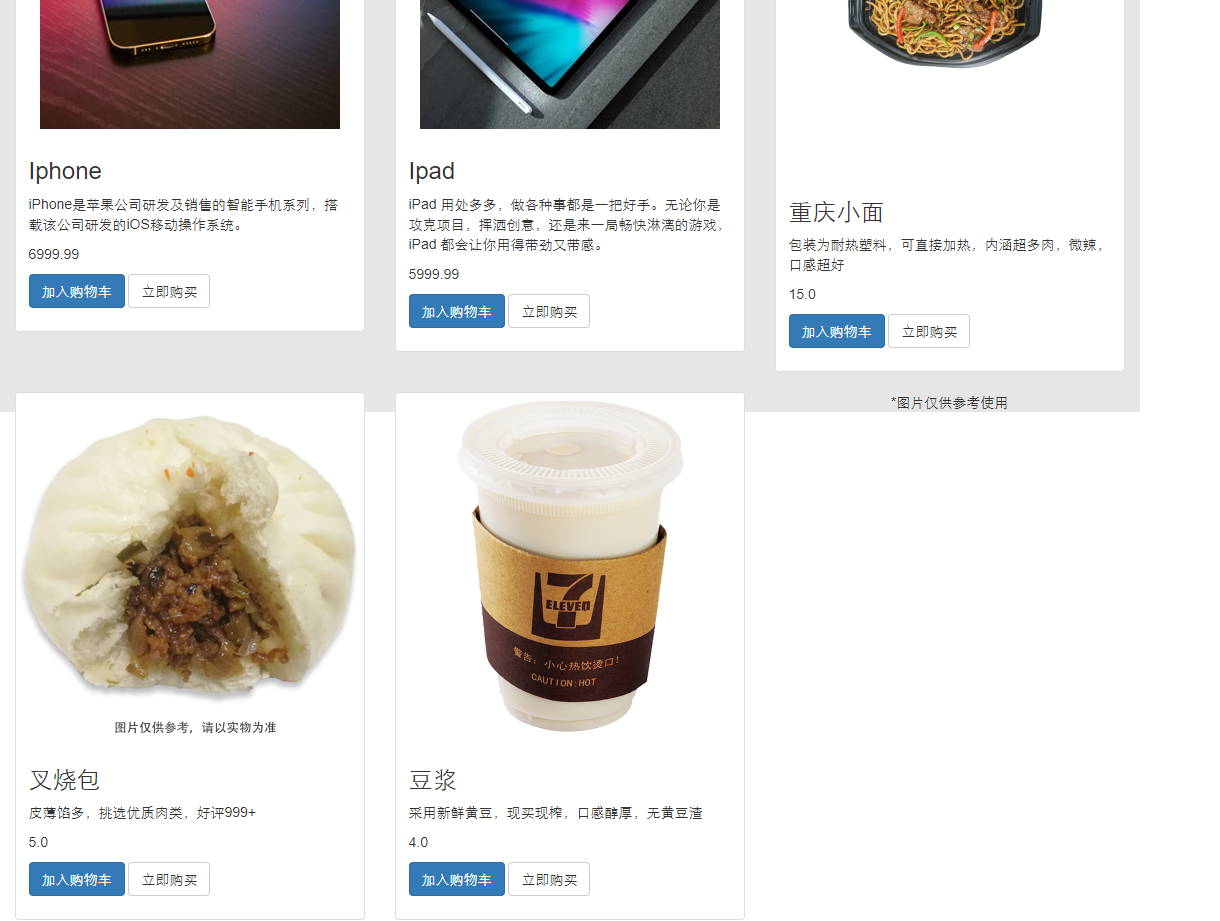 Iphone
iPhone是苹果公司研发及销售的智能手机系列，搭
载该公司研发的iOS移动操作系统。
6999.99
加入购物车 立即购买
Ipad
iPad 用处多多，做各种事都是一把好手。无论你是
攻克项目，挥洒创意，还是来一局畅快淋漓的游戏，
iPad 都会让你用得带劲又带感。
5999.99
加入购物车 立即购买
重庆小面
包装为耐热塑料，可直接加热，内涵超多肉，微辣，
口感超好
15.0
加入购物车 立即购买
*图片仅供参考使用
图片仅供参考，请以实物为准
叉烧包
皮薄馅多，挑选优质肉类，好评999+
5.0
加入购物车 立即购买
7
ELEVEN
警告：小心热饮烫口！
CAUTION:HOT
豆浆
采用新鲜黄豆，现买现榨，口感醇厚，无黄豆渣
4.0
加入购物车 立即购买